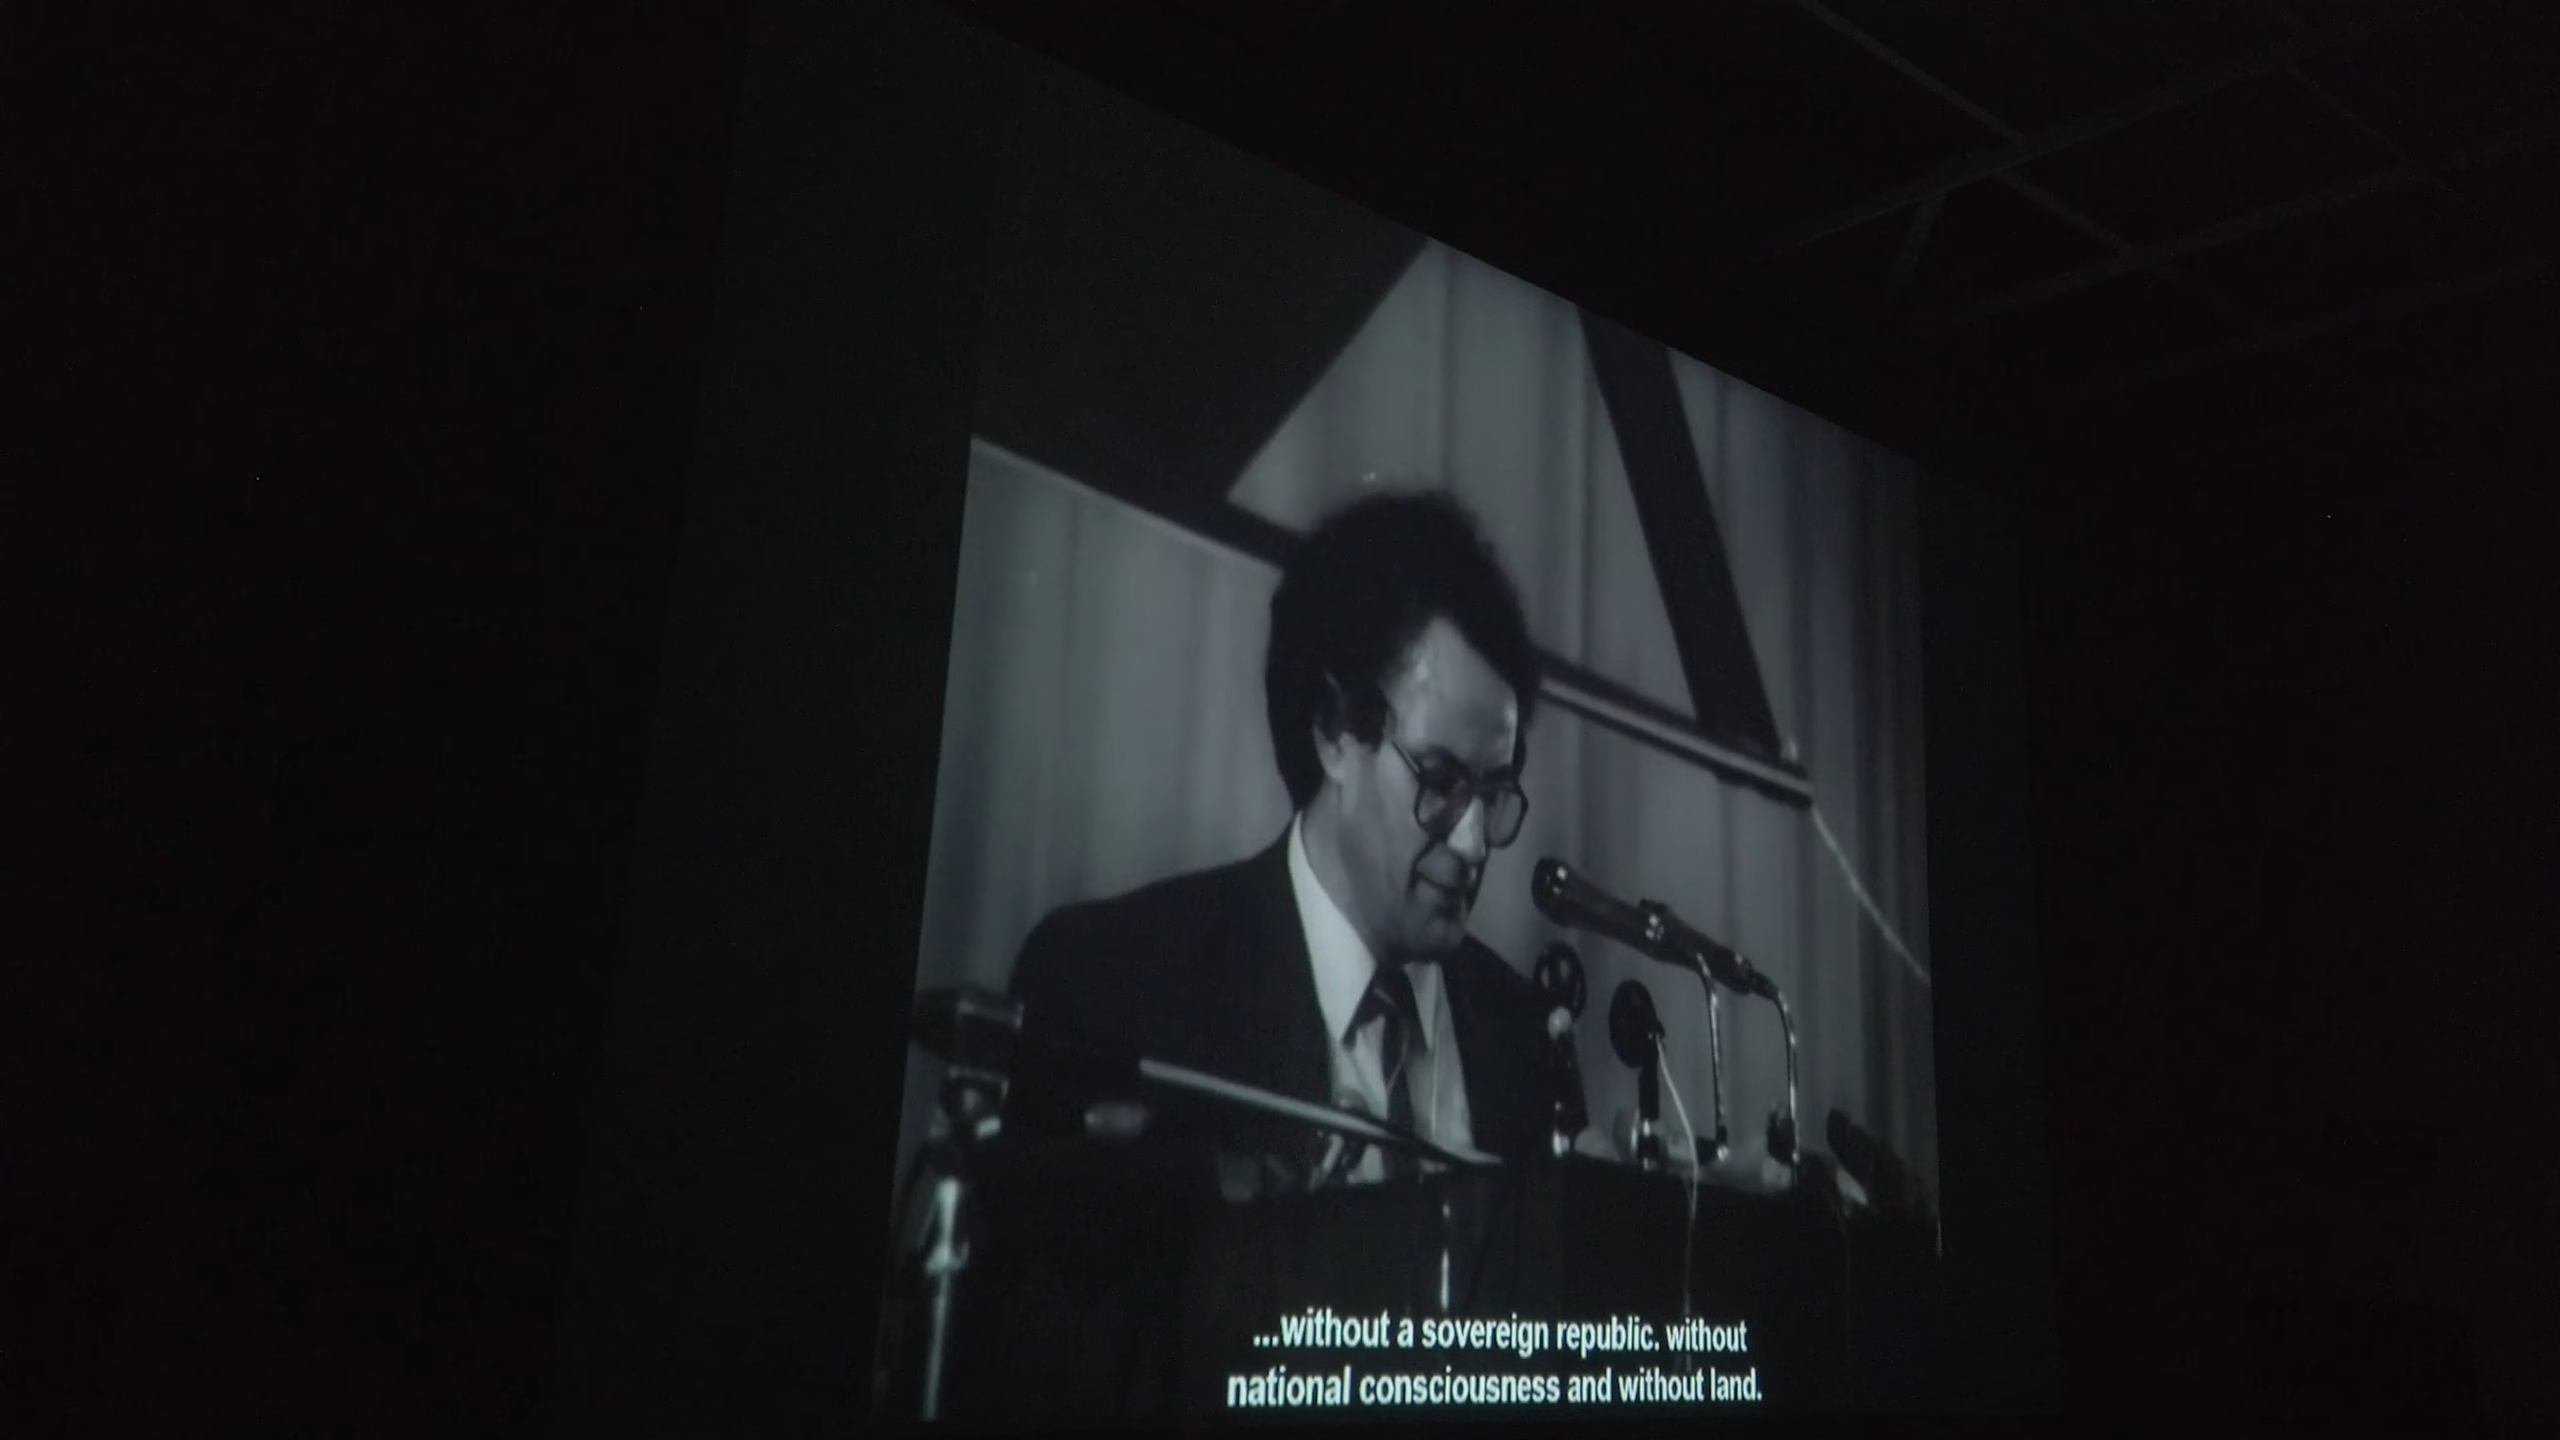 ...without a sovereign republic. without
national consciousness and without land.